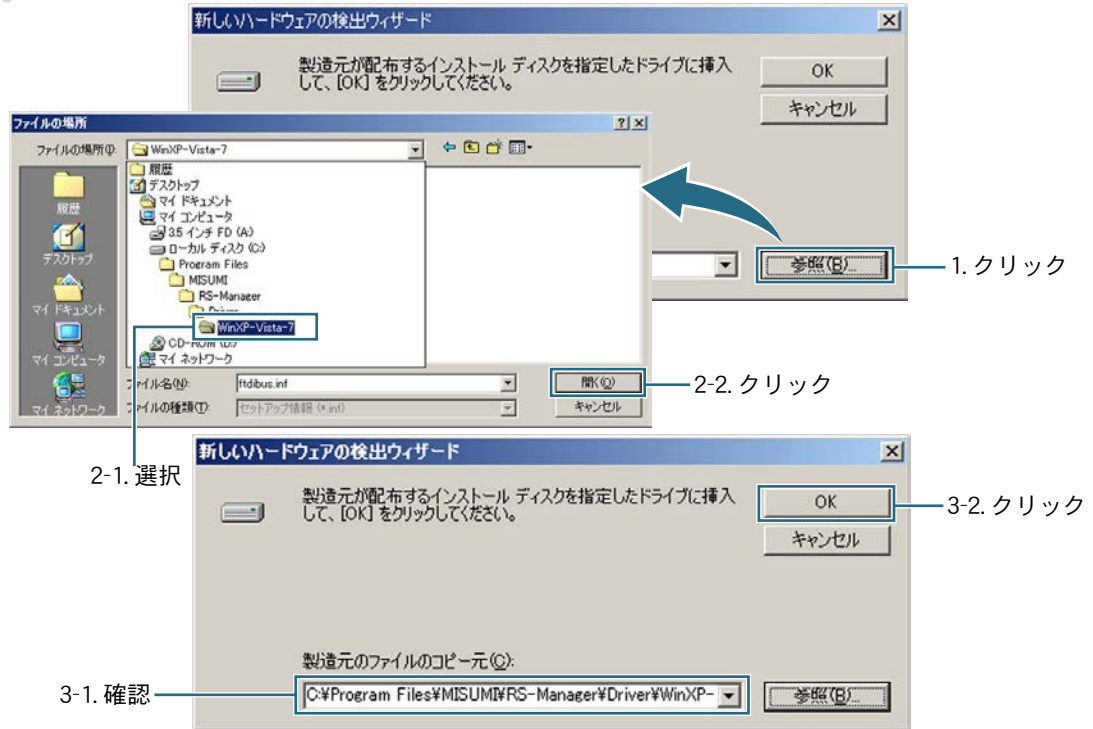 新しいハードウェアの検出ウィザード
製造元が配布するインストール ディスクを指定したドライブに挿入
して、[OK] をクリックしてください。
OK
キャンセル
参照(B)...
1. クリック
ファイルの場所
ファイルの場所(I):
WinXP-Vista-7
履歴
デスクトップ
マイ ドキュメント
マイ コンピュータ
3.5 インチ FD (A:)
ローカル ディスク (C:)
Program Files
MISUMI
RS-Manager
Driver
WinXP-Vista-7
CD-ROM (D:)
マイ ネットワーク
履歴
デスクトップ
マイ ドキュメント
マイ コンピュータ
マイ ネットワーク
ファイル名(N):
ftdibus.inf
開く(O)
ファイルの種類(T):
セットアップ情報 (*.inf)
キャンセル
2-2. クリック
2-1. 選択
新しいハードウェアの検出ウィザード
製造元が配布するインストール ディスクを指定したドライブに挿入
して、[OK] をクリックしてください。
OK
キャンセル
3-2. クリック
製造元のファイルのコピー元(C):
C:¥Program Files¥MISUMI¥RS-Manager¥Driver¥WinXP-
参照(B)...
3-1. 確認